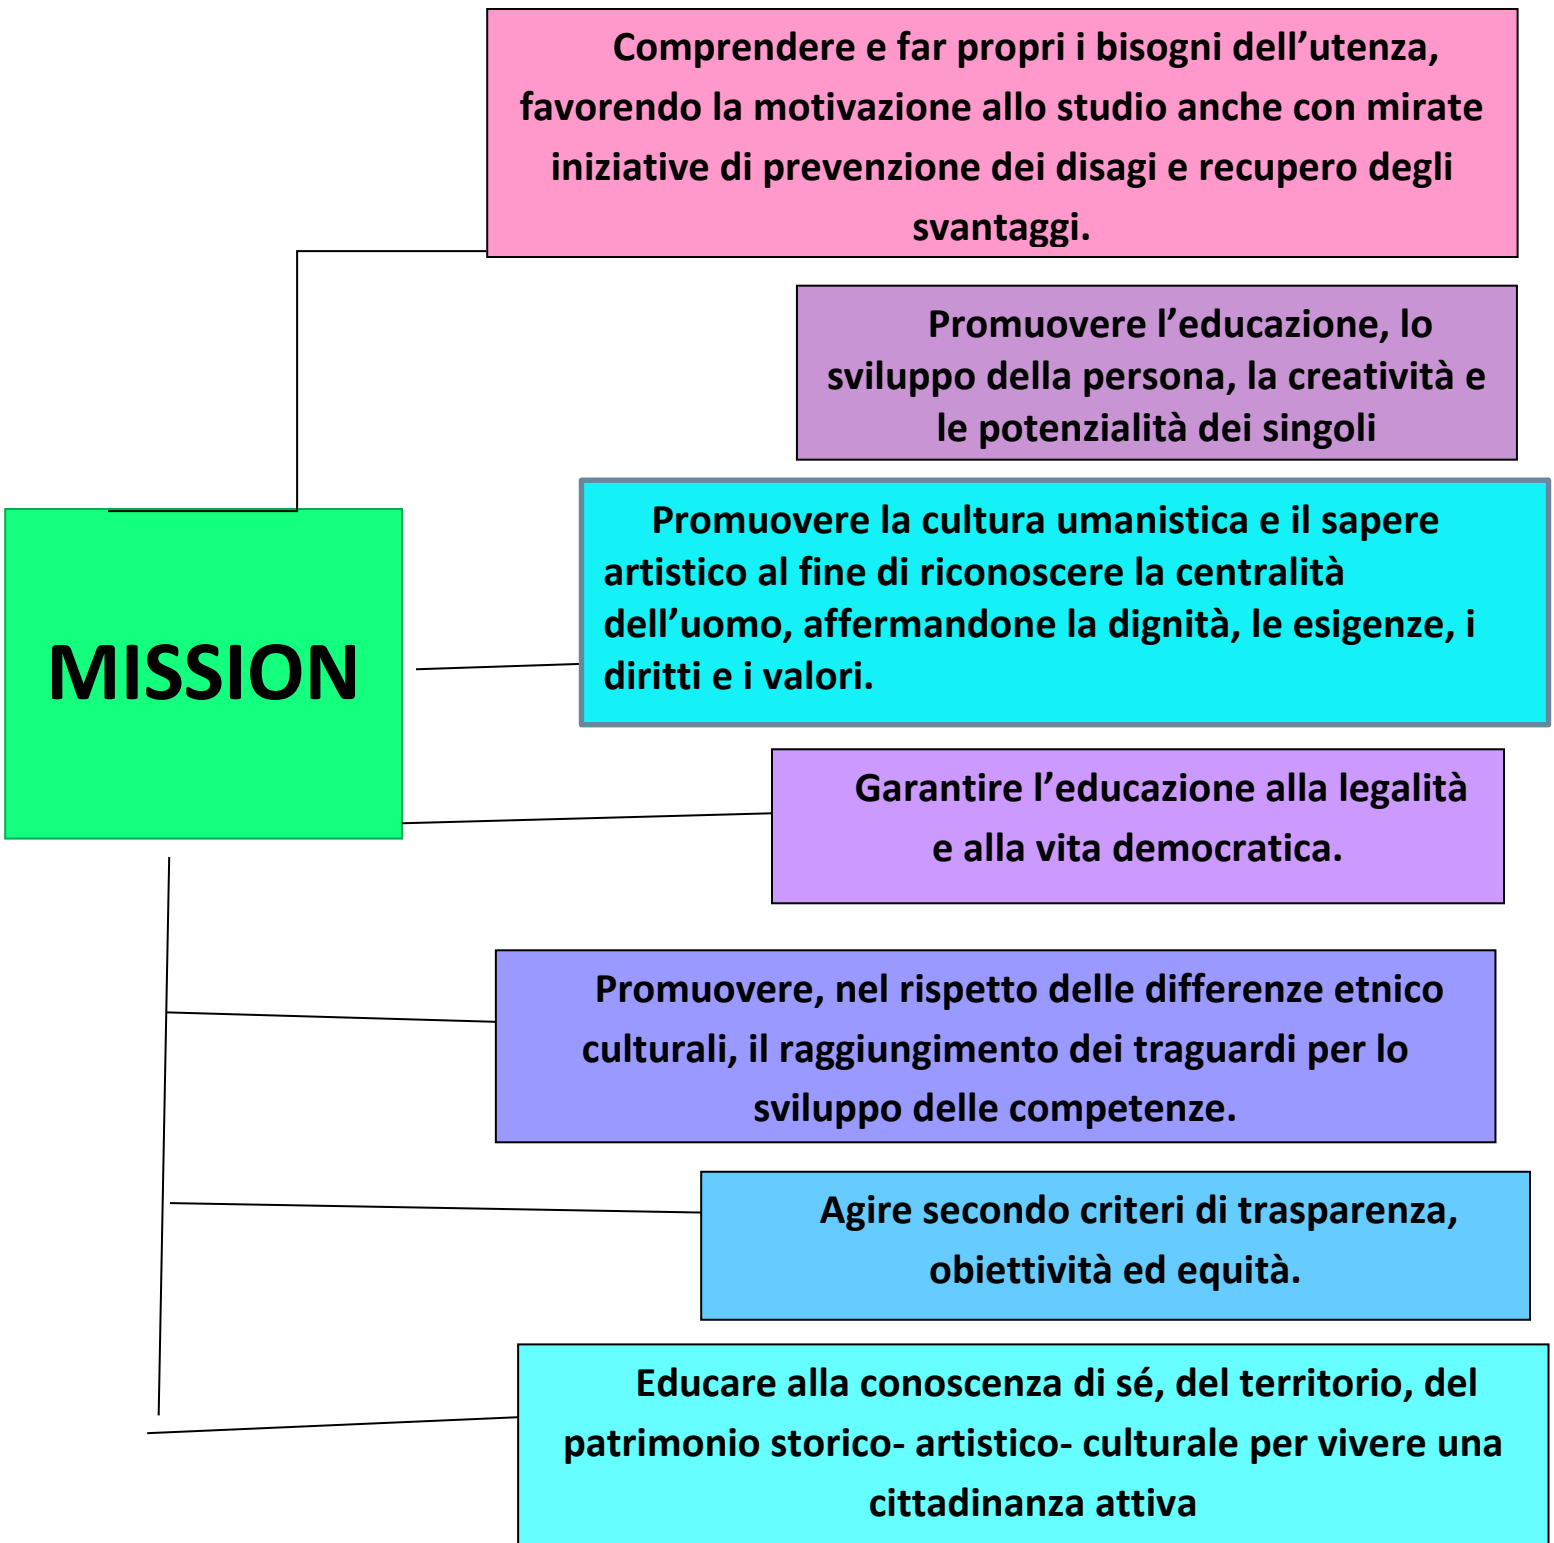 Comprendere e far propri i bisogni dell’utenza,
favorendo la motivazione allo studio anche con mirate
iniziative di prevenzione dei disagi e recupero degli
svantaggi.
Promuovere l’educazione, lo
sviluppo della persona, la creatività e
le potenzialità dei singoli
Promuovere la cultura umanistica e il sapere
artistico al fine di riconoscere la centralità
dell’uomo, affermandone la dignità, le esigenze, i
diritti e i valori.
MISSION
Garantire l’educazione alla legalità
e alla vita democratica.
Promuovere, nel rispetto delle differenze etnico
culturali, il raggiungimento dei traguardi per lo
sviluppo delle competenze.
Agire secondo criteri di trasparenza,
obiettività ed equità.
Educare alla conoscenza di sé, del territorio, del
patrimonio storico- artistico- culturale per vivere una
cittadinanza attiva